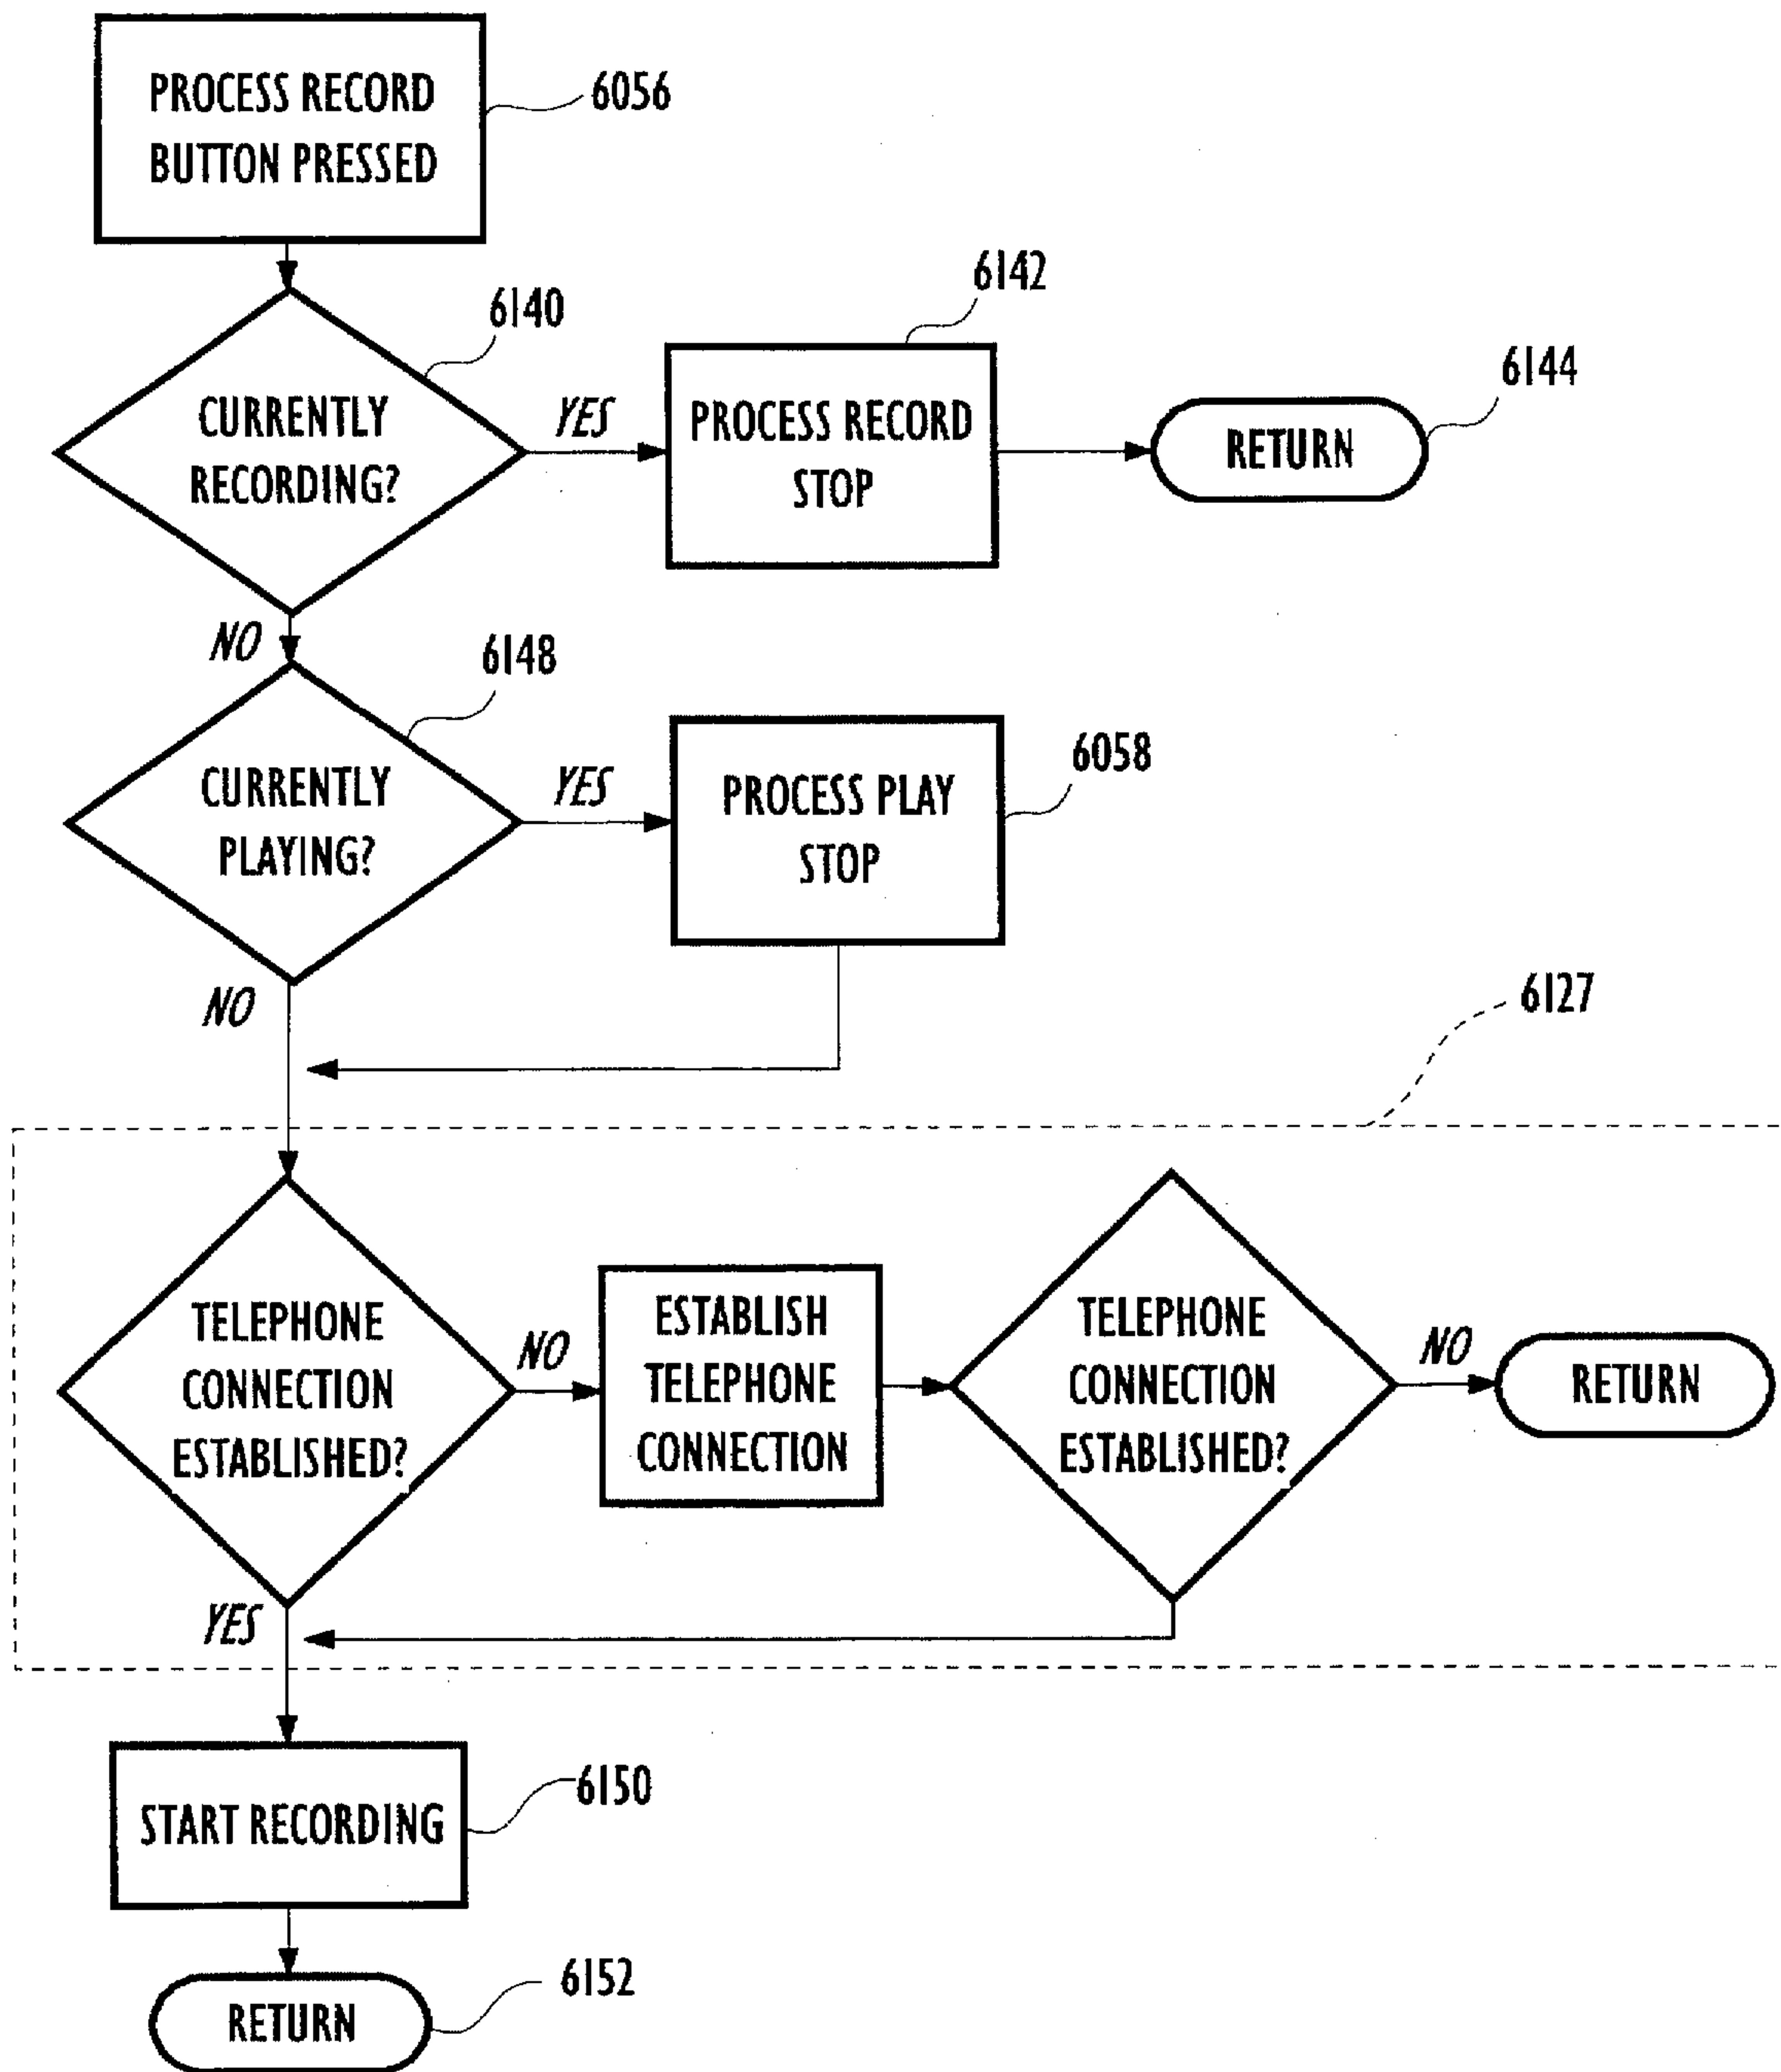 PROCESS RECORD
BUTTON PRESSED
6056
6140
CURRENTLY
RECORDING?
YES
6142
PROCESS RECORD
STOP
6144
RETURN
NO
6148
CURRENTLY
PLAYING?
YES
6058
PROCESS PLAY
STOP
NO
6127
TELEPHONE
CONNECTION
ESTABLISHED?
NO
ESTABLISH
TELEPHONE
CONNECTION
TELEPHONE
CONNECTION
ESTABLISHED?
NO
RETURN
YES
START RECORDING
6150
RETURN
6152